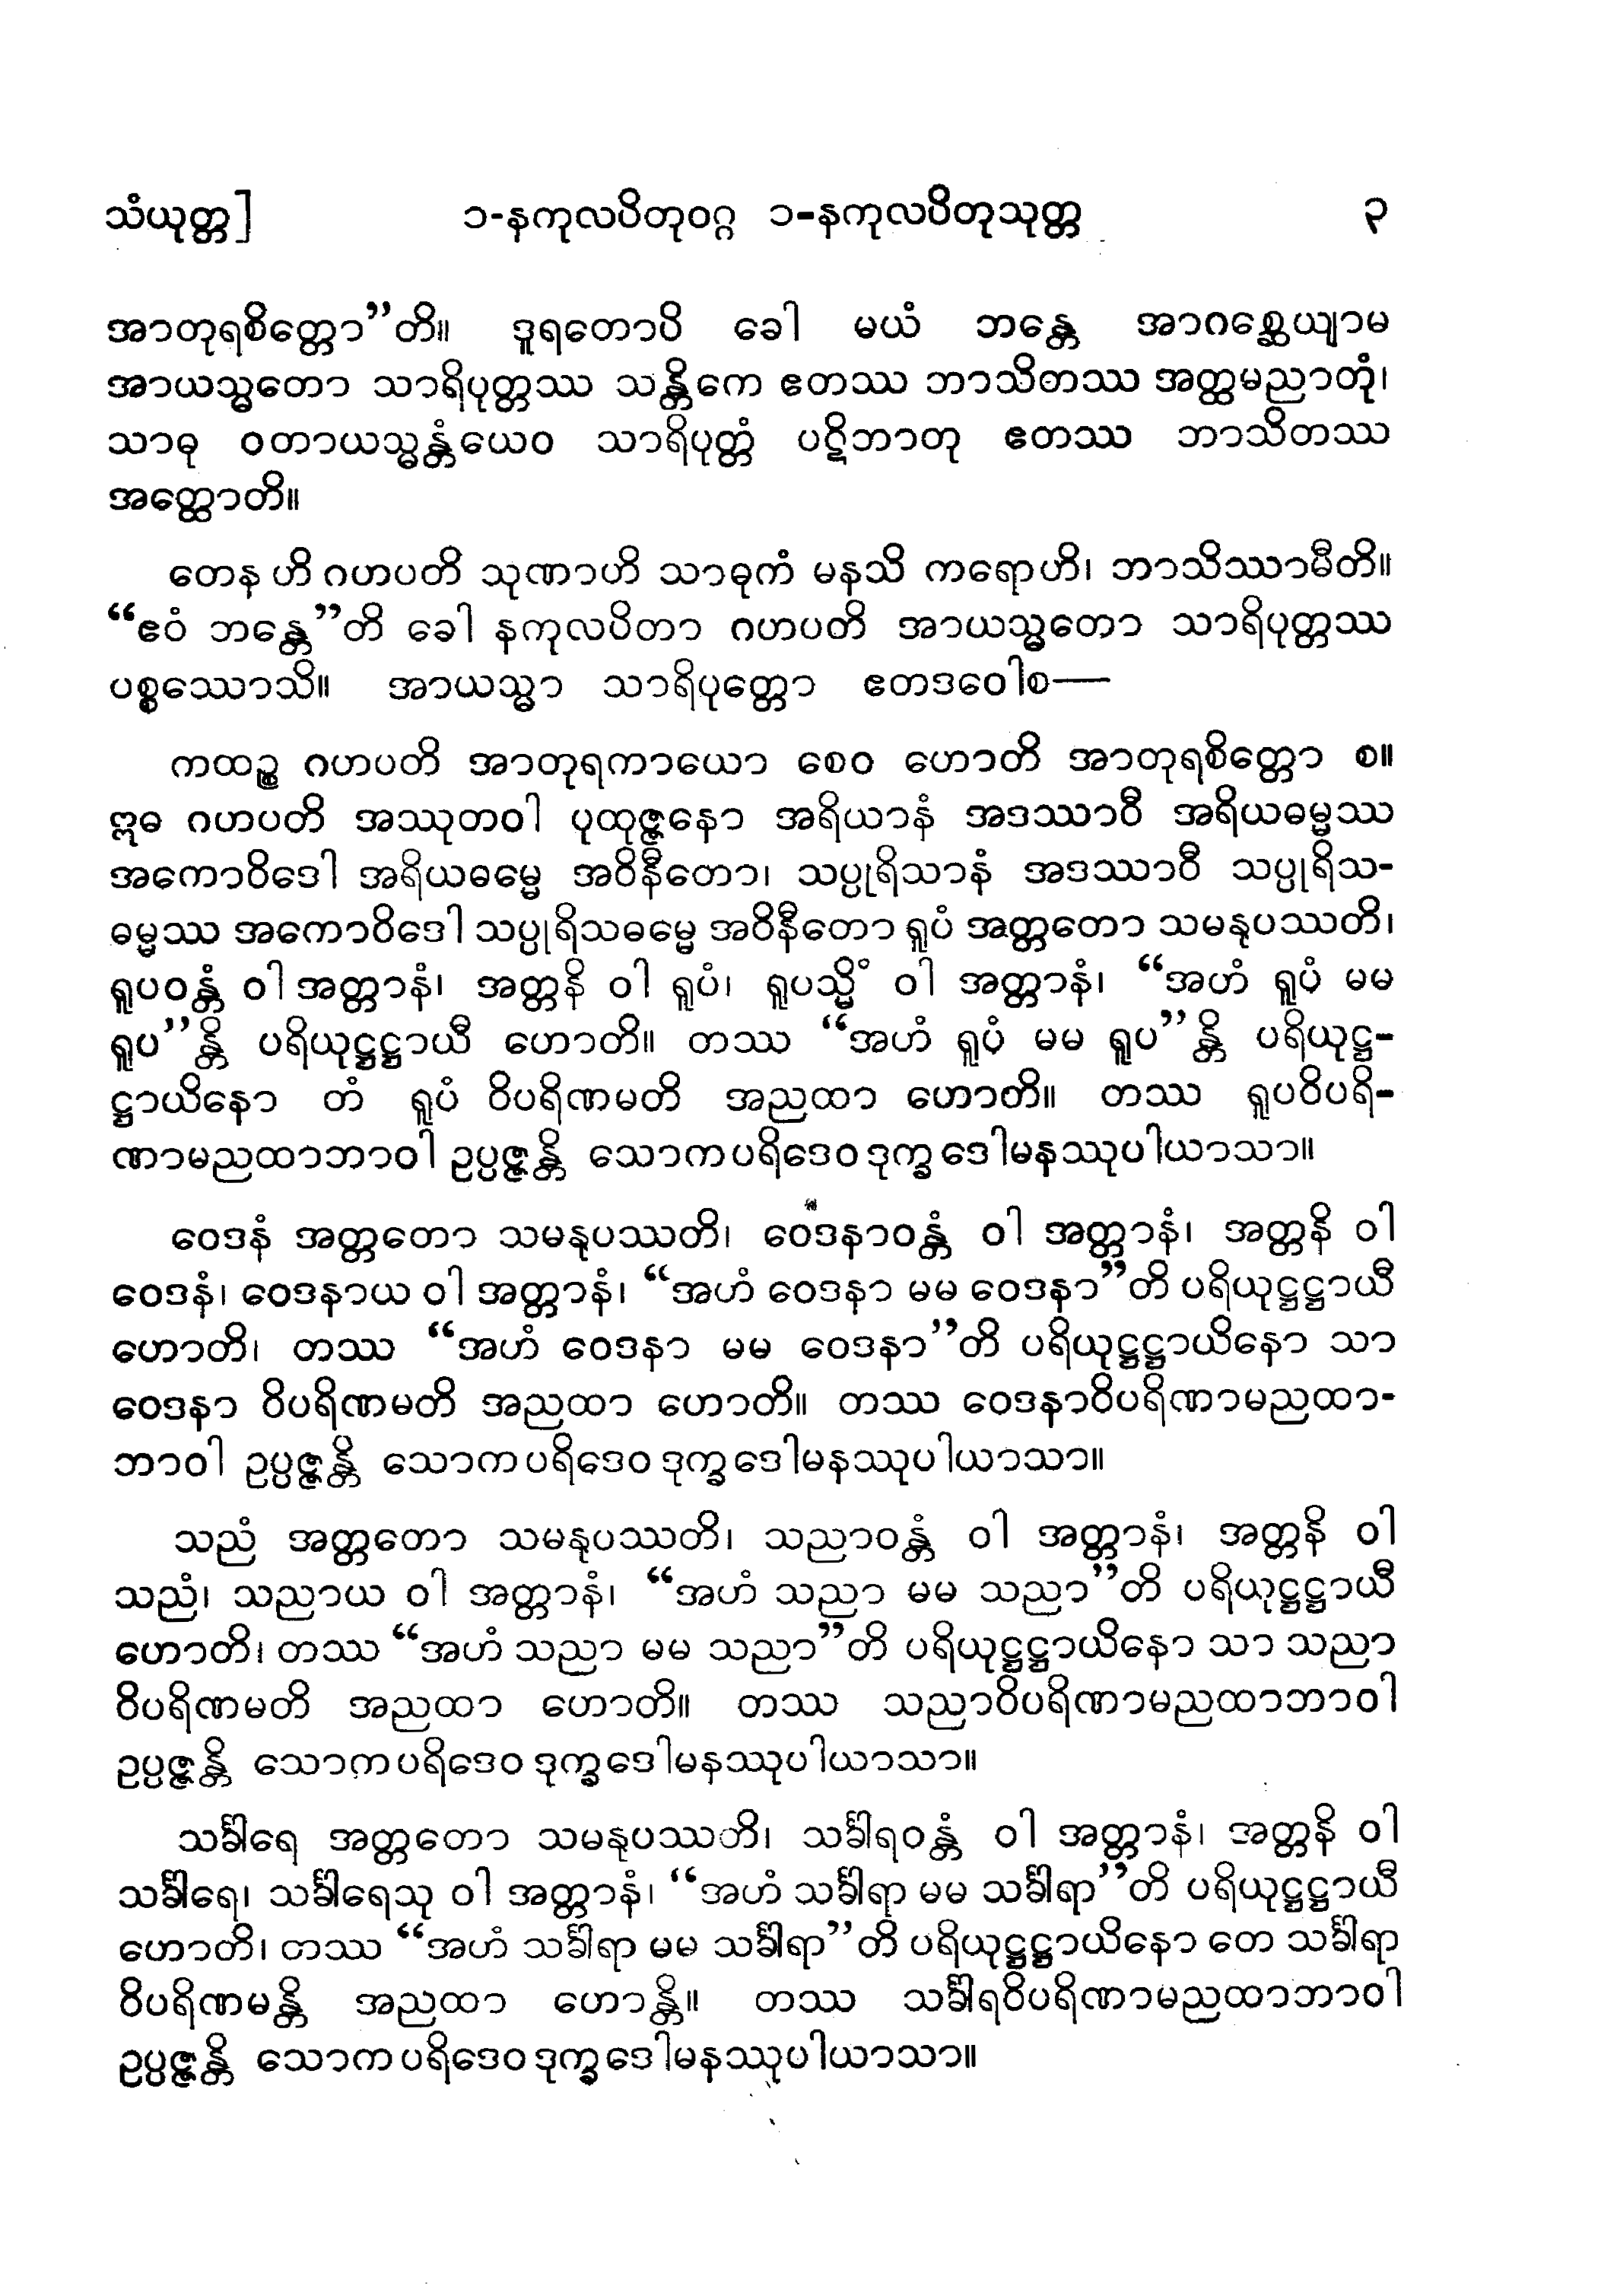 သံယုတ္တ] ၁-နကုလပိတုဝဂ္ဂ ၁-နကုလပိတုသုတ္တ ၃
အာတုရစိတ္တော”တိ။ ဒူရတောပိ ခေါ မယံ ဘန္တေ အာဂစ္ဆေယျာမ
အာယသ္မတော သာရိပုတ္တဿ သန္တိကေ ဧတဿ ဘာသိတဿ အတ္ထမညာတုံ၊
သာဓု ဝတာယသ္မန္တံယေဝ သာရိပုတ္တံ ပဋိဘာတု ဧတဿ ဘာသိတဿ
အတ္ထောတိ။
တေန ဟိ ဂဟပတိ သုဏာဟိ သာဓုကံ မနသိ ကရောဟိ၊ ဘာသိဿာမီတိ။
“ဧဝံ ဘန္တေ”တိ ခေါ နကုလပိတာ ဂဟပတိ အာယသ္မတော သာရိပုတ္တဿ
ပစ္စဿောသိ။ အာယသ္မာ သာရိပုတ္တော ဧတဒဝေါစ—
ကထဉ္စ ဂဟပတိ အာတုရကာယော စေဝ ဟောတိ အာတုရစိတ္တော စ။
ဣဓ ဂဟပတိ အဿုတဝါ ပုထုဇ္ဇနော အရိယာနံ အဒဿာဝီ အရိယဓမ္မဿ
အကောဝိဒေါ အရိယဓမ္မေ အဝိနီတော၊ သပ္ပုရိသာနံ အဒဿာဝီ သပ္ပုရိသ-
ဓမ္မဿ အကောဝိဒေါ သပ္ပုရိသဓမ္မေ အဝိနီတော ရူပံ အတ္တတော သမနုပဿတိ၊
ရူပဝန္တံ ဝါ အတ္တာနံ၊ အတ္တနိ ဝါ ရူပံ၊ ရူပသ္မိံ ဝါ အတ္တာနံ၊ “အဟံ ရူပံ မမ
ရူပ”န္တိ ပရိယုဋ္ဌဋ္ဌာယီ ဟောတိ။ တဿ “အဟံ ရူပံ မမ ရူပ”န္တိ ပရိယုဋ္ဌ-
ဋ္ဌာယိနော တံ ရူပံ ဝိပရိဏမတိ အညထာ ဟောတိ။ တဿ ရူပဝိပရိ-
ဏာမညထာဘာဝါ ဥပ္ပဇ္ဇန္တိ သောကပရိဒေဝဒုက္ခဒေါမနဿုပါယာသာ။
ဝေဒနံ အတ္တတော သမနုပဿတိ၊ ဝေဒနာဝန္တံ ဝါ အတ္တာနံ၊ အတ္တနိ ဝါ
ဝေဒနံ၊ ဝေဒနာယ ဝါ အတ္တာနံ၊ “အဟံ ဝေဒနာ မမ ဝေဒနာ”တိ ပရိယုဋ္ဌဋ္ဌာယီ
ဟောတိ၊ တဿ “အဟံ ဝေဒနာ မမ ဝေဒနာ”တိ ပရိယုဋ္ဌဋ္ဌာယိနော သာ
ဝေဒနာ ဝိပရိဏမတိ အညထာ ဟောတိ။ တဿ ဝေဒနာဝိပရိဏာမညထာ-
ဘာဝါ ဥပ္ပဇ္ဇန္တိ သောကပရိဒေဝဒုက္ခဒေါမနဿုပါယာသာ။
သညံ အတ္တတော သမနုပဿတိ၊ သညာဝန္တံ ဝါ အတ္တာနံ၊ အတ္တနိ ဝါ
သညံ၊ သညာယ ဝါ အတ္တာနံ၊ “အဟံ သညာ မမ သညာ”တိ ပရိယုဋ္ဌဋ္ဌာယီ
ဟောတိ၊ တဿ “အဟံ သညာ မမ သညာ”တိ ပရိယုဋ္ဌဋ္ဌာယိနော သာ သညာ
ဝိပရိဏမတိ အညထာ ဟောတိ။ တဿ သညာဝိပရိဏာမညထာဘာဝါ
ဥပ္ပဇ္ဇန္တိ သောကပရိဒေဝဒုက္ခဒေါမနဿုပါယာသာ။
သင်္ခါရေ အတ္တတော သမနုပဿတိ၊ သင်္ခါရဝန္တံ ဝါ အတ္တာနံ၊ အတ္တနိ ဝါ
သင်္ခါရေ၊ သင်္ခါရေသု ဝါ အတ္တာနံ၊ “အဟံ သင်္ခါရာ မမ သင်္ခါရာ”တိ ပရိယုဋ္ဌဋ္ဌာယီ
ဟောတိ၊ တဿ “အဟံ သင်္ခါရာ မမ သင်္ခါရာ”တိ ပရိယုဋ္ဌဋ္ဌာယိနော တေ သင်္ခါရာ
ဝိပရိဏမန္တိ အညထာ ဟောန္တိ။ တဿ သင်္ခါရဝိပရိဏာမညထာဘာဝါ
ဥပ္ပဇ္ဇန္တိ သောကပရိဒေဝဒုက္ခဒေါမနဿုပါယာသာ။